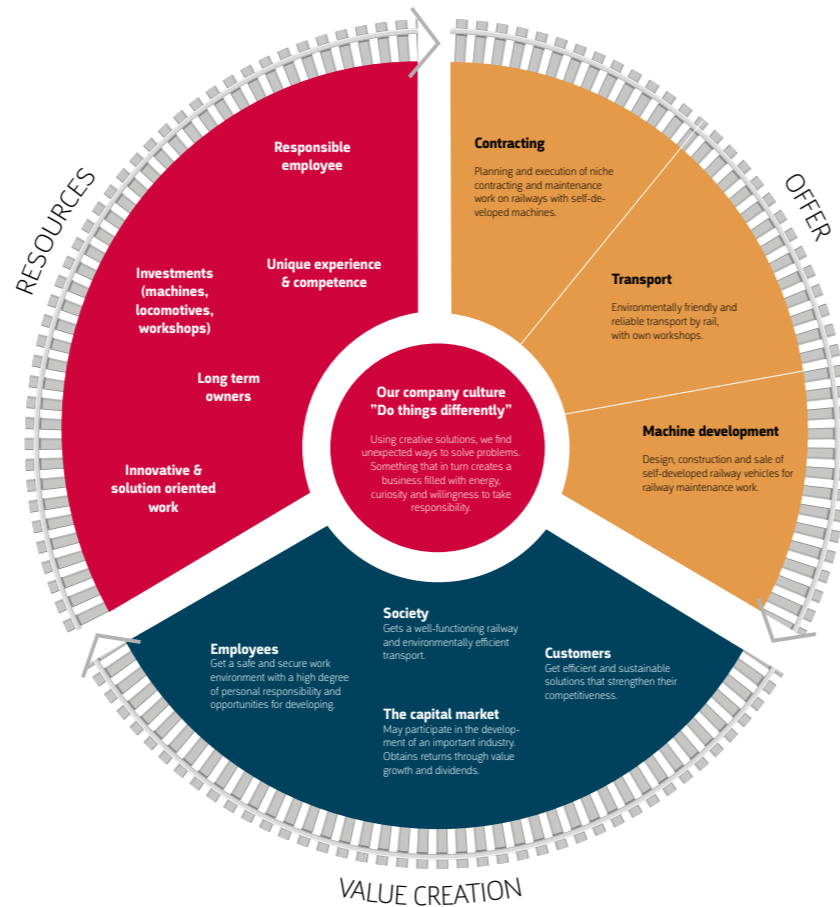 RESOURCES
Responsible
employee
Unique experience
& competence
Investments
(machines,
locomotives,
workshops)
Long term
owners
Innovative &
solution oriented
work
OFFER
Contracting
Planning and execution of niche
contracting and maintenance
work on railways with self-de-
veloped machines.
Transport
Environmentally friendly and
reliable transport by rail,
with own workshops.
Machine development
Design, construction and sale of
self-developed railway vehicles for
railway maintenance work.
Our company culture
”Do things differently”
Using creative solutions, we find
unexpected ways to solve problems.
Something that in turn creates a
business filled with energy,
curiosity and willingness to take
responsibility.
Employees
Get a safe and secure work
environment with a high degree
of personal responsibility and
opportunities for developing.
Society
Gets a well-functioning railway
and environmentally efficient
transport.
The capital market
May participate in the develop-
ment of an important industry.
Obtains returns through value
growth and dividends.
Customers
Get efficient and sustainable
solutions that strengthen their
competitiveness.
VALUE CREATION